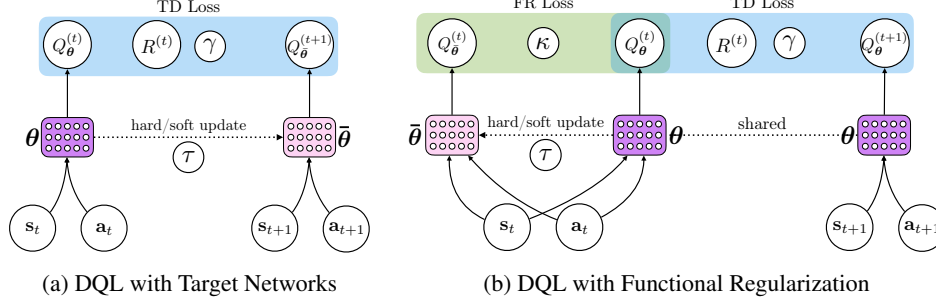 TD Loss
FR Loss
TD Loss
Q_θ^(t) R^(t) γ Q_θ̄^(t+1)
Q_θ̄^(t) κ Q_θ^(t) R^(t) γ Q_θ^(t+1)
θ hard/soft update θ̄
τ
θ̄ hard/soft update θ shared θ
τ
s_t a_t s_{t+1} a_{t+1}
s_t a_t s_{t+1} a_{t+1}
(a) DQL with Target Networks
(b) DQL with Functional Regularization